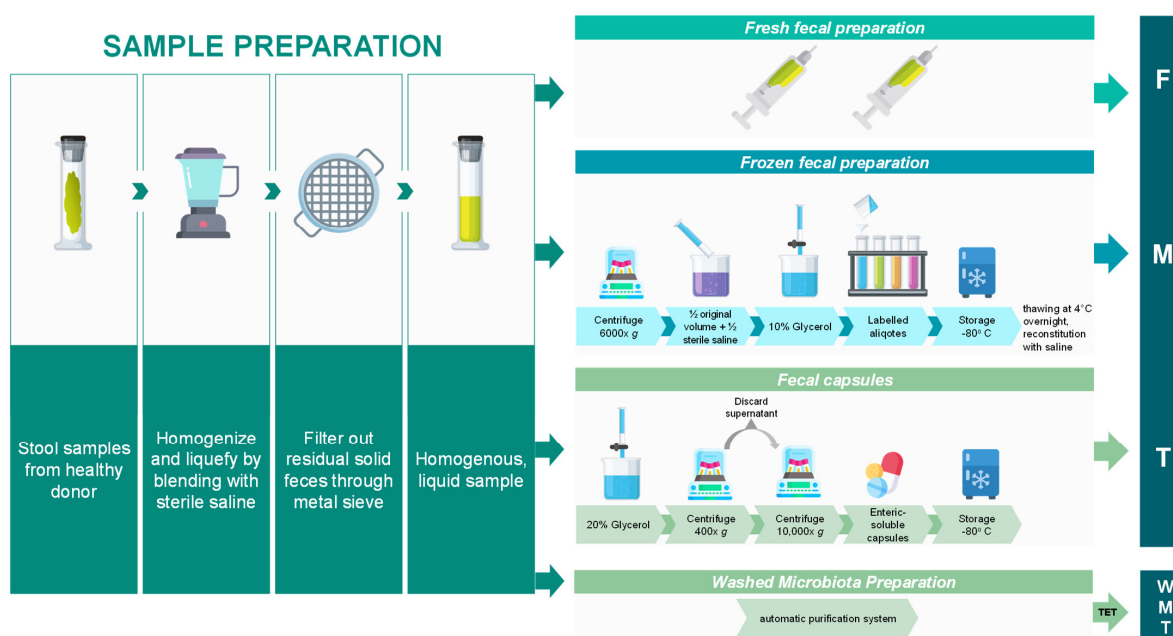 SAMPLE PREPARATION
Stool samples
from healthy
donor
Homogenize
and liquefy by
blending with
sterile saline
Filter out
residual solid
feces through
metal sieve
Homogenous,
liquid sample
Fresh fecal preparation
Frozen fecal preparation
Centrifuge
6000x g
½ original
volume + ½
sterile saline
10% Glycerol
Labelled
aliqotes
Storage
-80° C
thawing at 4°C
overnight,
reconstitution
with saline
Fecal capsules
Discard
supernatant
20% Glycerol
Centrifuge
400x g
Centrifuge
10,000x g
Enteric-
soluble
capsules
Storage
-80° C
Washed Microbiota Preparation
automatic purification system
TET
F
M
T
W
M
T